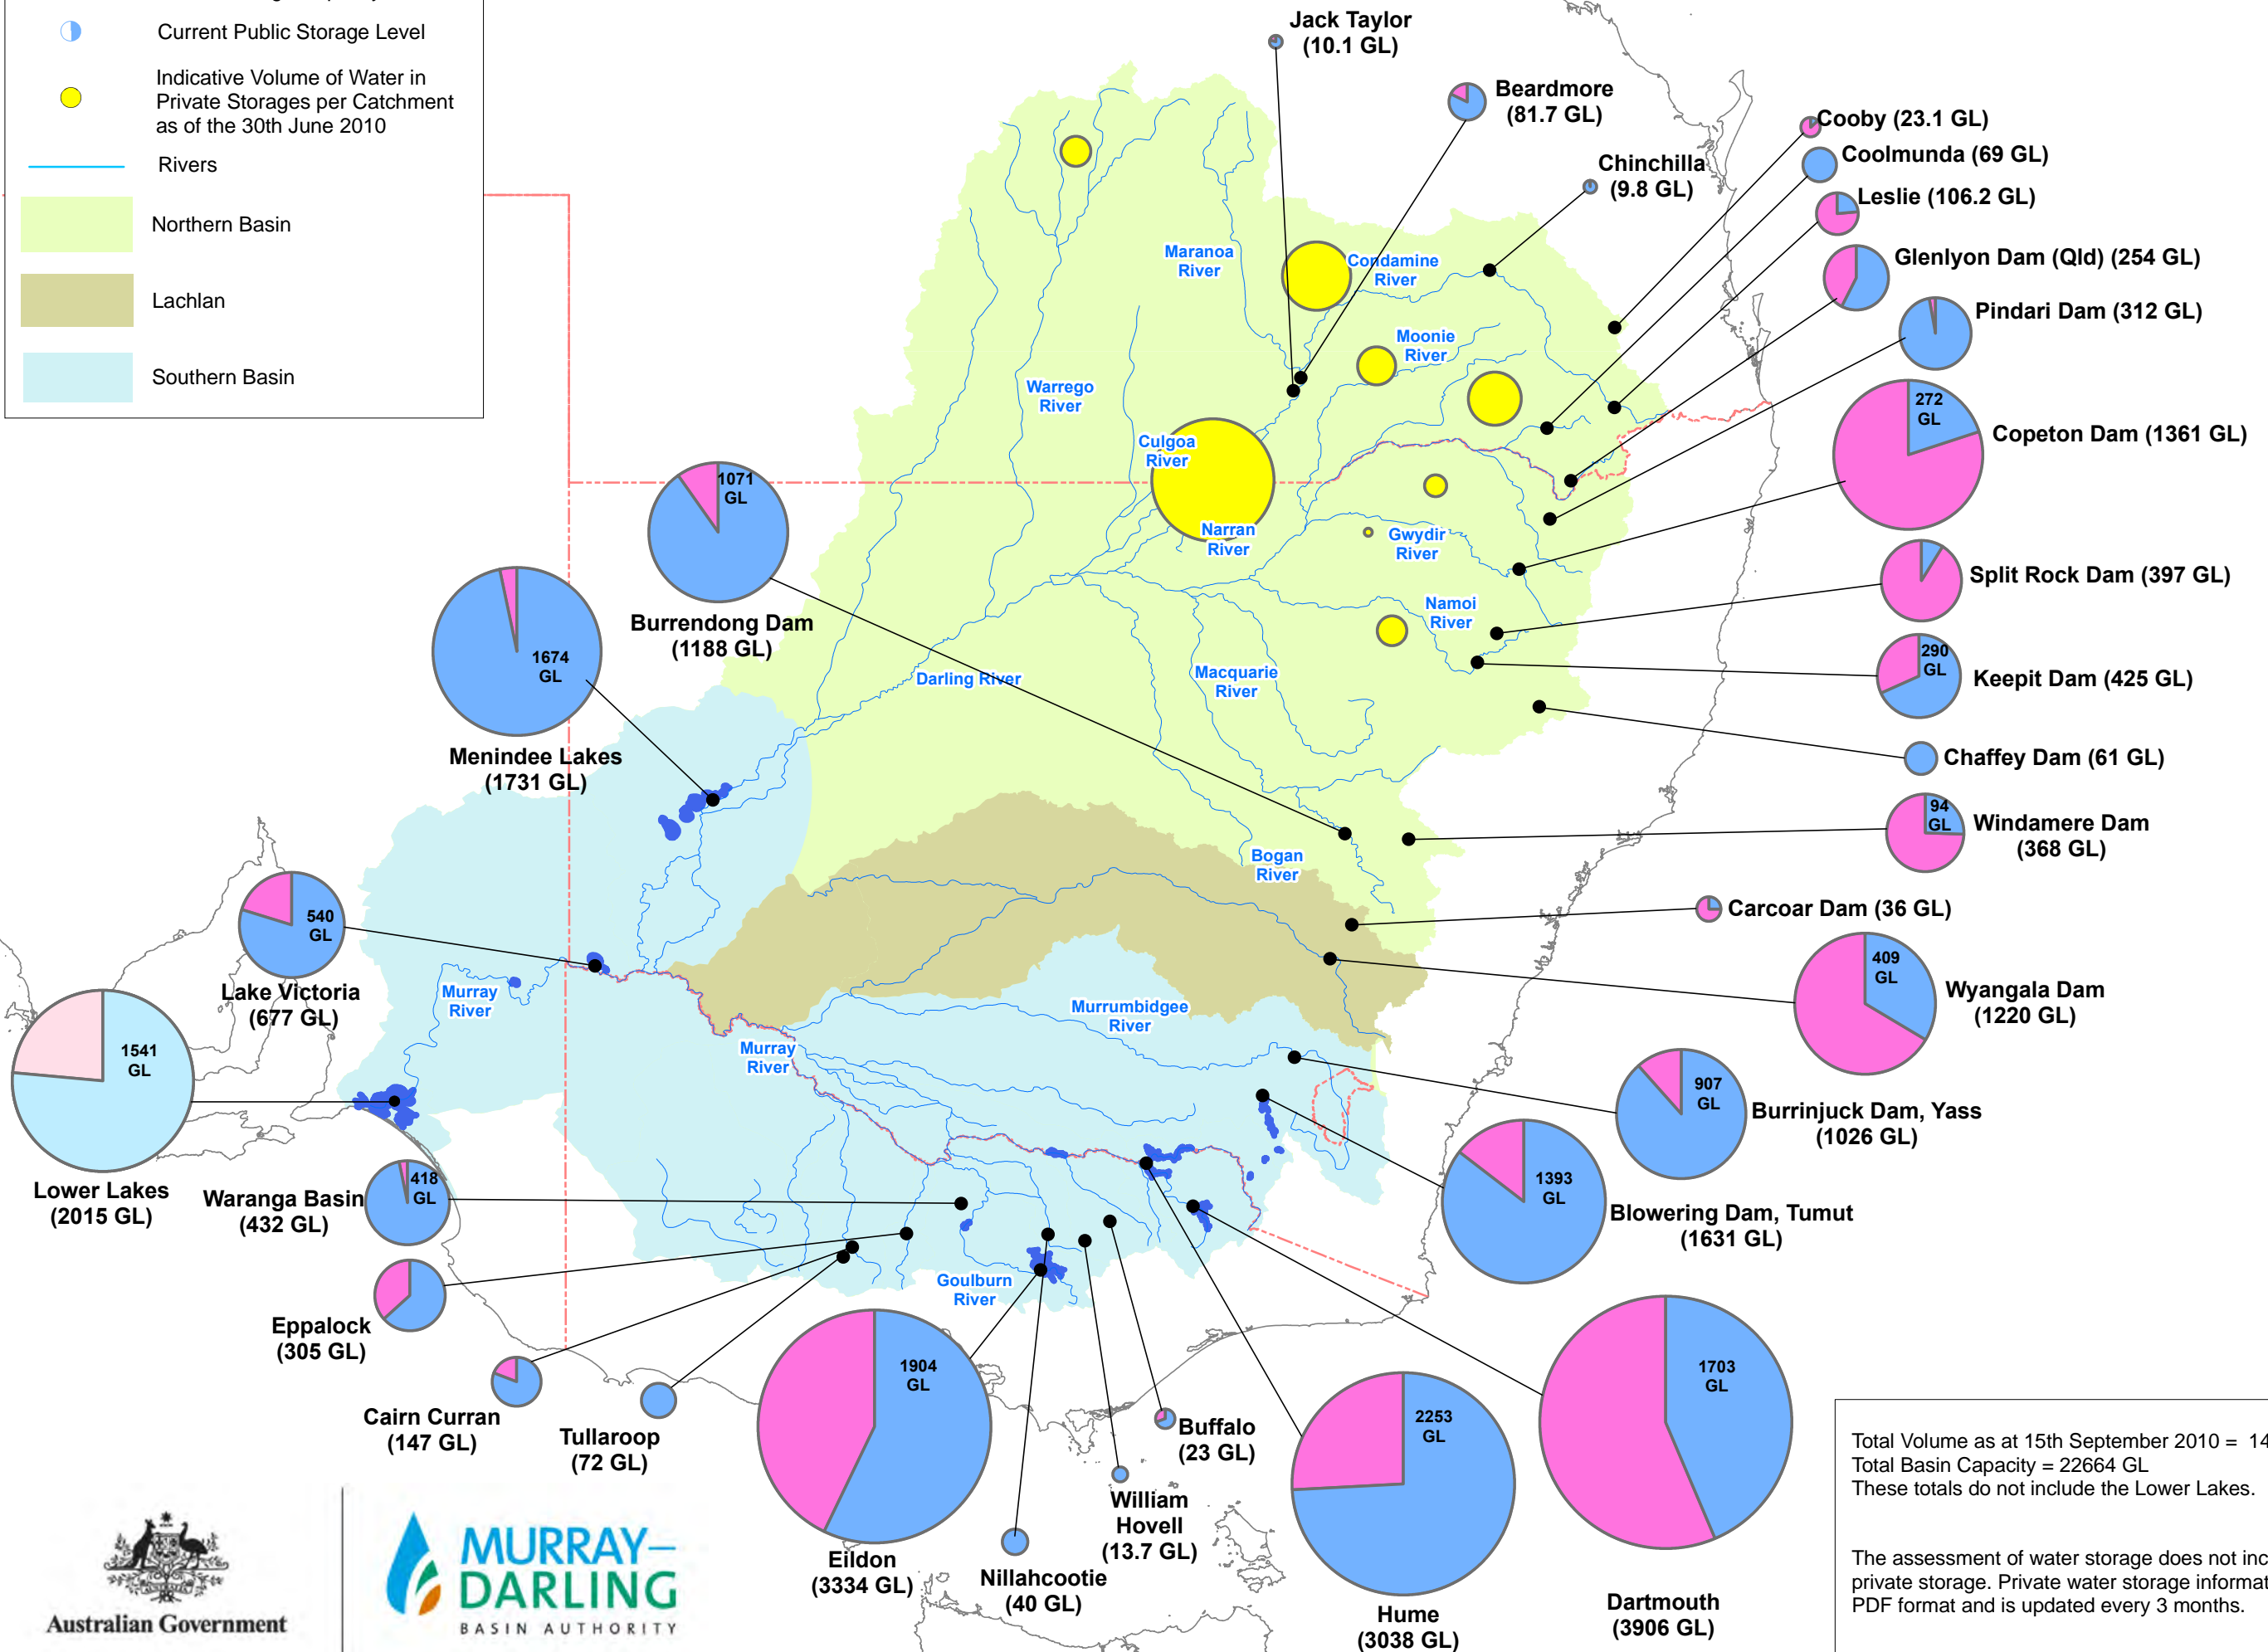 Current Public Storage Level
Indicative Volume of Water in
Private Storages per Catchment
as of the 30th June 2010
Rivers
Northern Basin
Lachlan
Southern Basin
Jack Taylor
(10.1 GL)
Beardmore
(81.7 GL)
Chinchilla
(9.8 GL)
Cooby (23.1 GL)
Coolmunda (69 GL)
Leslie (106.2 GL)
Glenlyon Dam (Qld) (254 GL)
Pindari Dam (312 GL)
272
GL
Copeton Dam (1361 GL)
Split Rock Dam (397 GL)
290
GL
Keepit Dam (425 GL)
Chaffey Dam (61 GL)
94
GL
Windamere Dam
(368 GL)
Carcoar Dam (36 GL)
409
GL
Wyangala Dam
(1220 GL)
907
GL
Burrinjuck Dam, Yass
(1026 GL)
1393
GL
Blowering Dam, Tumut
(1631 GL)
Maranoa
River
Condamine
River
Moonie
River
Warrego
River
Culgoa
River
Narran
River
Gwydir
River
Namoi
River
Macquarie
River
Darling River
Bogan
River
Murrumbidgee
River
Murray
River
Murray
River
Goulburn
River
1071
GL
Burrendong Dam
(1188 GL)
1674
GL
Menindee Lakes
(1731 GL)
540
GL
Lake Victoria
(677 GL)
1541
GL
Lower Lakes
(2015 GL)
418
GL
Waranga Basin
(432 GL)
Eppalock
(305 GL)
Cairn Curran
(147 GL)
Tullaroop
(72 GL)
1904
GL
Eildon
(3334 GL)
Nillahcootie
(40 GL)
William
Hovell
(13.7 GL)
Buffalo
(23 GL)
2253
GL
Hume
(3038 GL)
1703
GL
Dartmouth
(3906 GL)
Total Volume as at 15th September 2010 = 14
Total Basin Capacity = 22664 GL
These totals do not include the Lower Lakes.
The assessment of water storage does not inc
private storage. Private water storage informat
PDF format and is updated every 3 months.
Australian Government
MURRAY–
DARLING
BASIN AUTHORITY